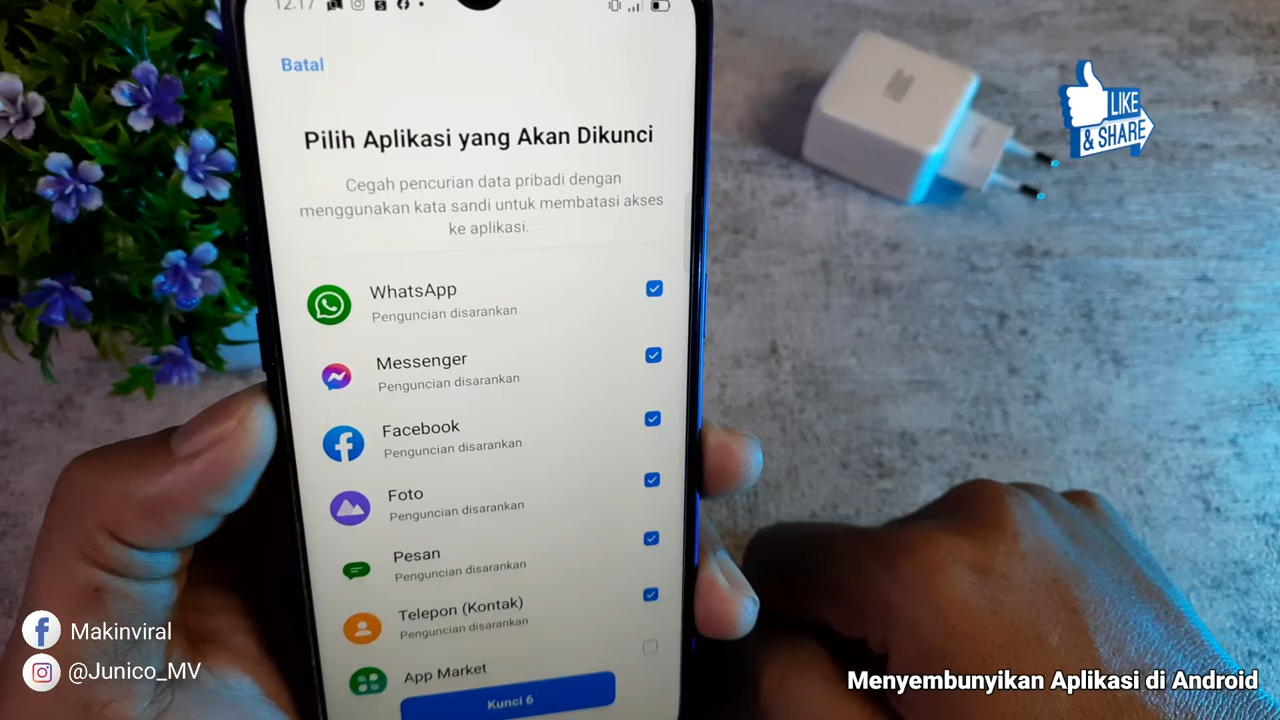 12.17
Batal
Pilih Aplikasi yang Akan Dikunci
Cegah pencurian data pribadi dengan
menggunakan kata sandi untuk membatasi akses
ke aplikasi.
WhatsApp
Penguncian disarankan
Messenger
Penguncian disarankan
Facebook
Penguncian disarankan
Foto
Penguncian disarankan
Pesan
Penguncian disarankan
Telepon (Kontak)
Penguncian disarankan
App Market
Kunci 6
LIKE
& SHARE
Makinviral
@Junico_MV
Menyembunyikan Aplikasi di Android